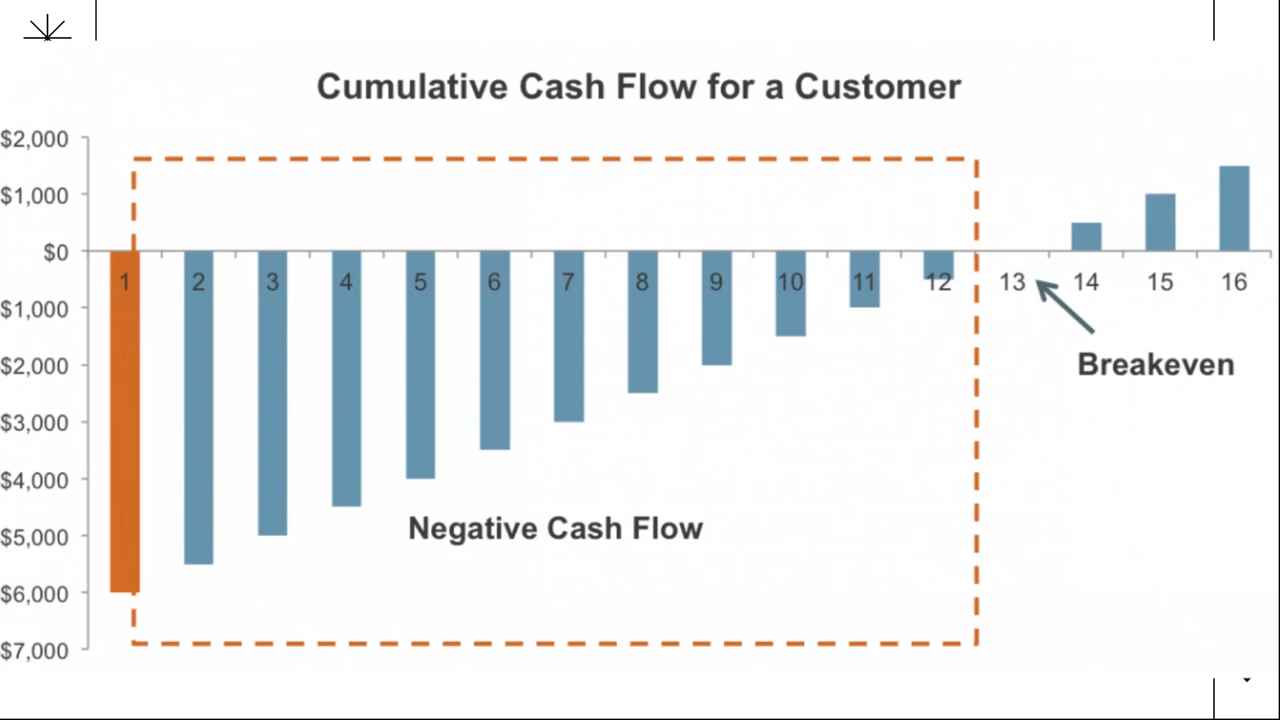 Cumulative Cash Flow for a Customer
$2,000
$1,000
$0
1 2 3 4 5 6 7 8 9 10 11 12 13 14 15 16
$1,000
$2,000
Breakeven
$3,000
$4,000
Negative Cash Flow
$5,000
$6,000
$7,000